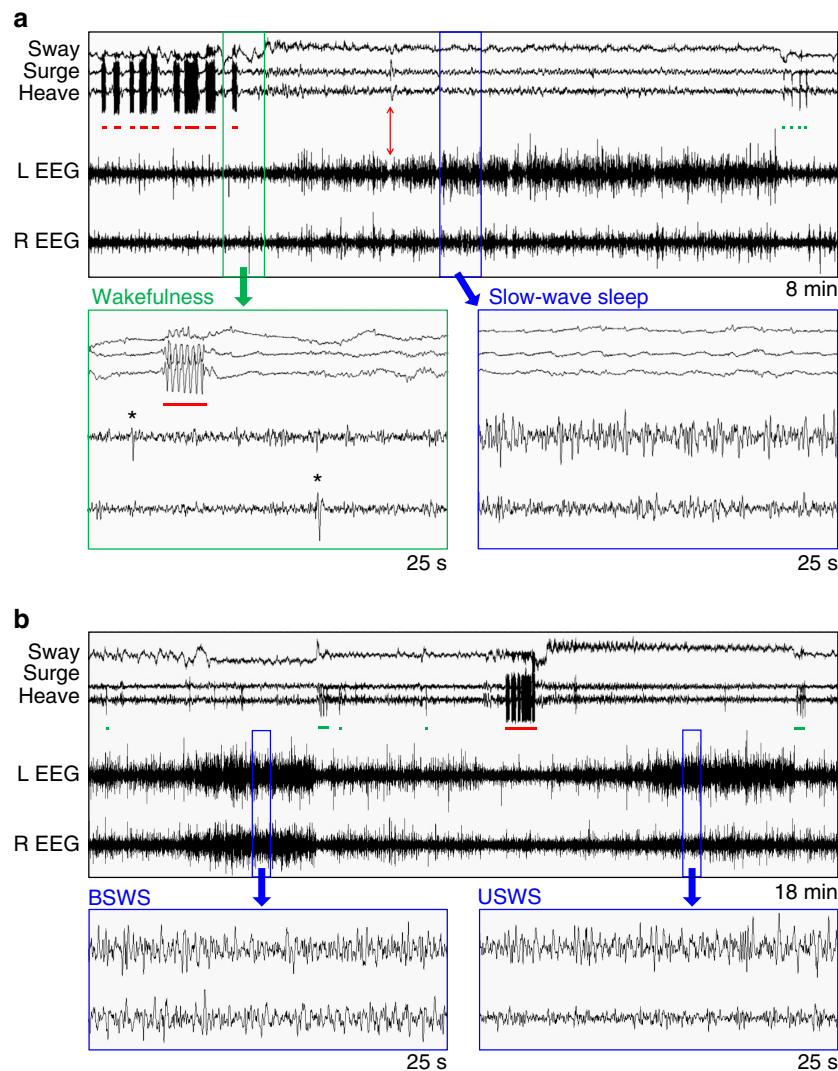 a
Sway
Surge
Heave
L EEG
R EEG
8 min
Wakefulness
Slow-wave sleep
*
*
25 s
25 s
b
Sway
Surge
Heave
L EEG
R EEG
18 min
BSWS
USWS
25 s
25 s